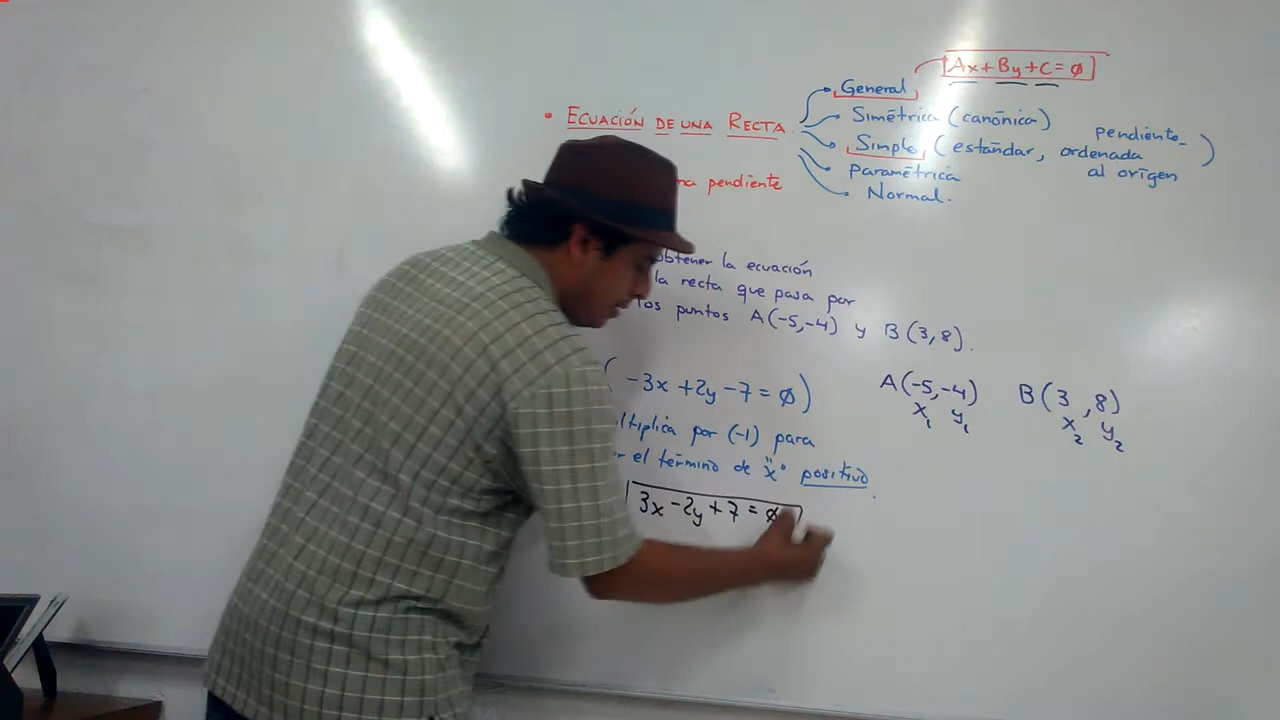 Ax + By + C = ∅
• ECUACIÓN DE UNA RECTA.
General
Simétrica (canónica)
Simple (estándar, ordenada al origen pendiente)
paramétrica
Normal.
pendiente
obtener la ecuación
la recta que pasa por
los puntos A(-5,-4) y B(3,8).
(-3x + 2y - 7 = ∅)
A(-5,-4) B(3,8)
x₁ y₁ x₂ y₂
por (-1) para
el término de "x" positivo.
3x - 2y + 7 = ∅